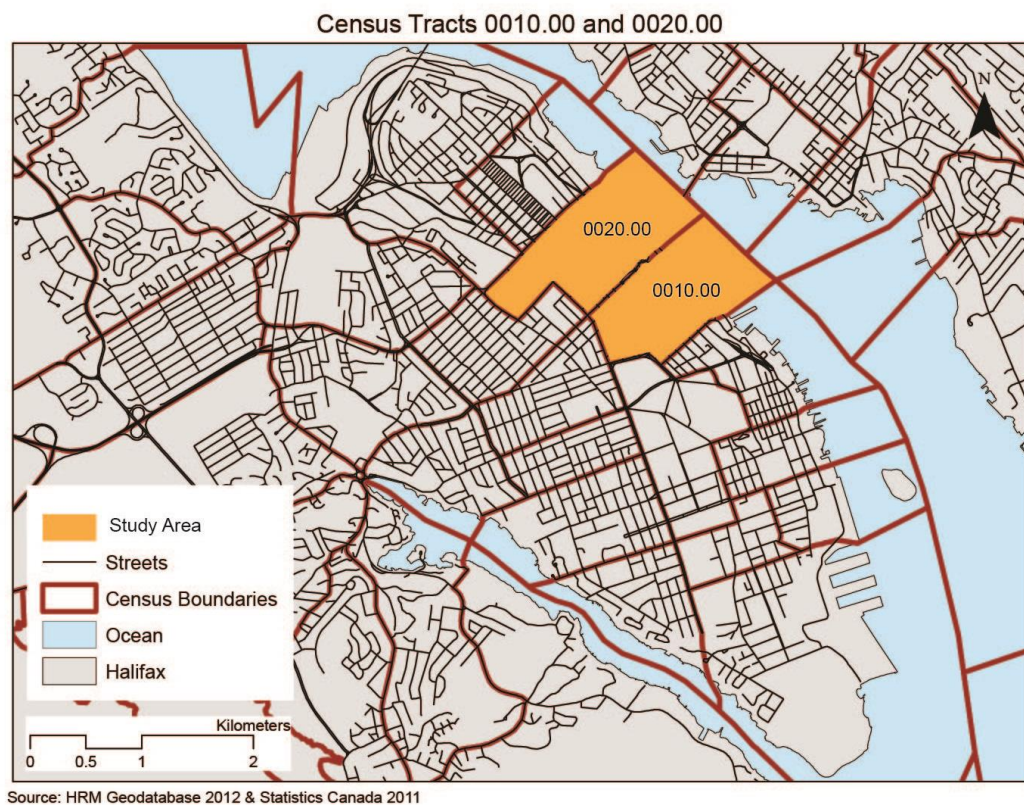 Census Tracts 0010.00 and 0020.00
N
0020.00
0010.00
Study Area
Streets
Census Boundaries
Ocean
Halifax
Kilometers
0 0.5 1 2
Source: HRM Geodatabase 2012 & Statistics Canada 2011